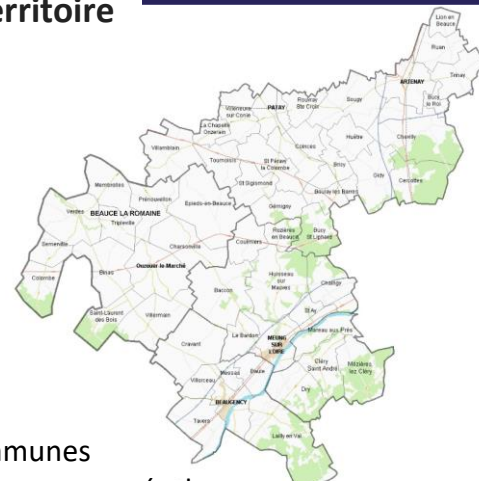 erritoire
Lion en
Beauce
Ruan
ARTENAY
Trinay
Bucy
le Roi
Villeneuve
sur Conie
PATAY
Rouvray
Ste Croix
Sougy
La Chapelle
Onzerain
Coinces
Huêtre
Chevilly
Villamblain
Tournoisis
St Péravy
la Colombe
Bricy
Gidy
Cercottes
St Sigismond
Boulay les Barres
Gémigny
Membrolles
Prénouvellon
Epieds-en-Beauce
Rozières
en Beauce
Bucy
St Liphard
Verdes
BEAUCE LA ROMAINE
Tripleville
Coulmiers
Charsonville
Semerville
Ouzouer-le-Marché
Huisseau
sur
Mauves
Chaingy
Colombe
Binas
Baccon
Saint-Laurent
des Bois
Villermain
St Ay
Le Bardon
MEUNG
SUR
LOIRE
Mareau aux Prés
Cravant
Cléry
Saint André
Mézières
lez Cléry
Messas
Baule
Villorceau
Dry
BEAUGENCY
Tavers
Lailly en Val
mmunes